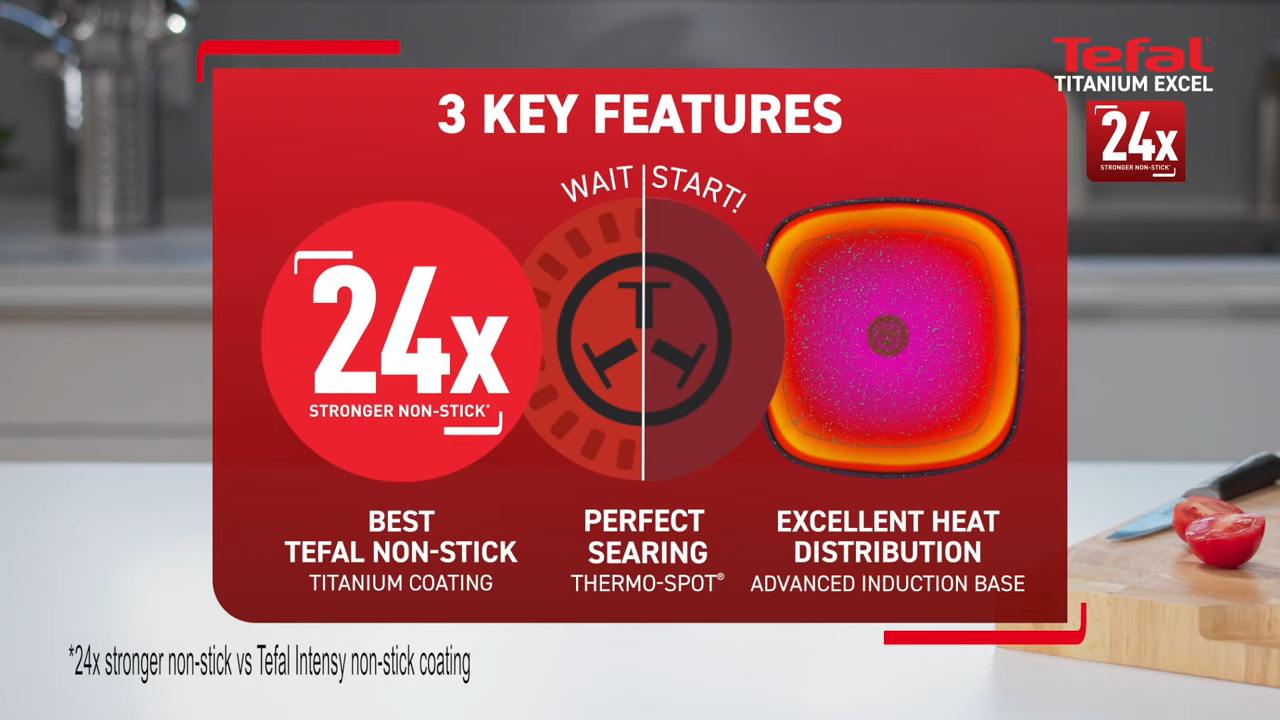 Tefal
TITANIUM EXCEL
24x
STRONGER NON-STICK*
3 KEY FEATURES
WAIT START!
24x
STRONGER NON-STICK*
BEST
TEFAL NON-STICK
TITANIUM COATING
PERFECT
SEARING
THERMO-SPOT®
EXCELLENT HEAT
DISTRIBUTION
ADVANCED INDUCTION BASE
*24x stronger non-stick vs Tefal Intensy non-stick coating